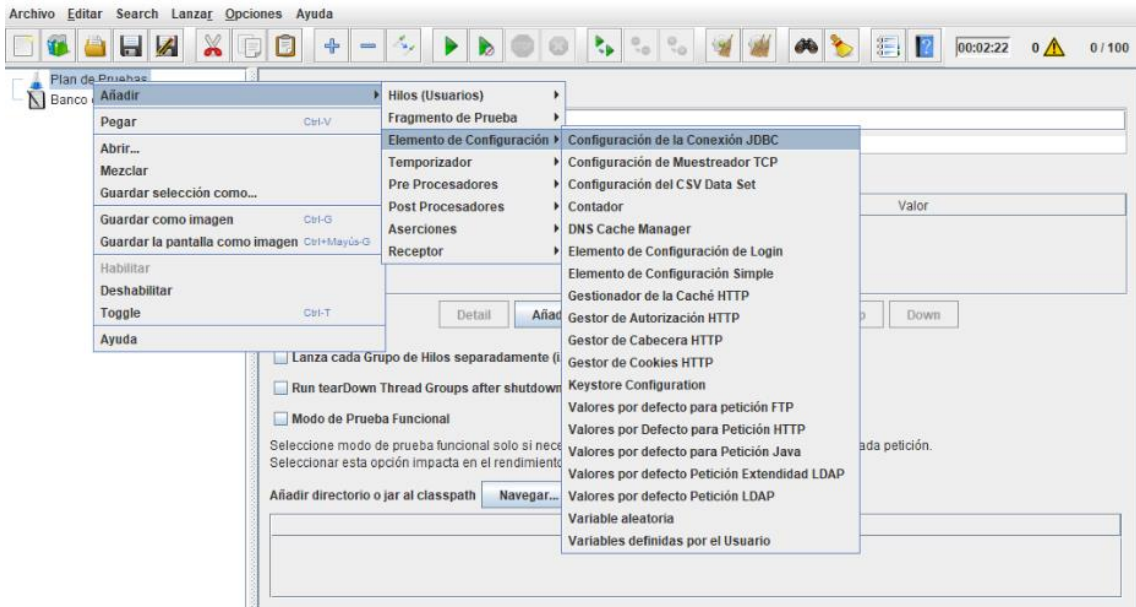 Archivo Editar Search Lanzar Opciones Ayuda
00:02:22 0 0 / 100
Plan de Pruebas
Banco
Añadir
Pegar Ctrl-V
Abrir...
Mezclar
Guardar selección como...
Guardar como imagen Ctrl-G
Guardar la pantalla como imagen Ctrl+Mayús-G
Habilitar
Deshabilitar
Toggle Ctrl-T
Ayuda
Hilos (Usuarios)
Fragmento de Prueba
Elemento de Configuración
Temporizador
Pre Procesadores
Post Procesadores
Aserciones
Receptor
Configuración de la Conexión JDBC
Configuración de Muestreador TCP
Configuración del CSV Data Set
Contador
DNS Cache Manager
Elemento de Configuración de Login
Elemento de Configuración Simple
Gestionador de la Caché HTTP
Gestor de Autorización HTTP
Gestor de Cabecera HTTP
Gestor de Cookies HTTP
Keystore Configuration
Valores por defecto para petición FTP
Valores por Defecto para Petición HTTP
Valores por defecto para Petición Java
Valores por defecto Petición Extendidad LDAP
Valores por defecto Petición LDAP
Variable aleatoria
Variables definidas por el Usuario
Valor
Detail Down
Lanza cada Grupo de Hilos separadamente
Run tearDown Thread Groups after shutdown
Modo de Prueba Funcional
Seleccione modo de prueba funcional solo si petición.
Seleccionar esta opción impacta en el rendimiento
Añadir directorio o jar al classpath Navegar...